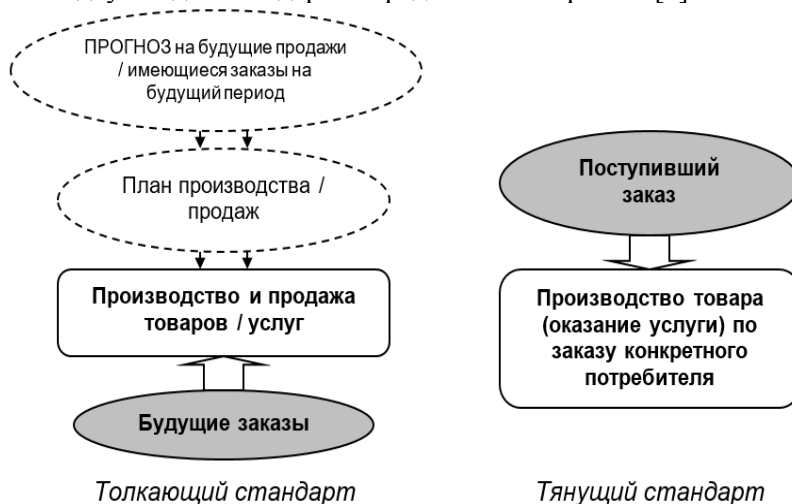 ПРОГНОЗ на будущие продажи
/ имеющиеся заказы на
будущий период
План производства /
продаж
Производство и продажа
товаров / услуг
Будущие заказы
Толкающий стандарт
Поступивший
заказ
Производство товара
(оказание услуги) по
заказу конкретного
потребителя
Тянущий стандарт